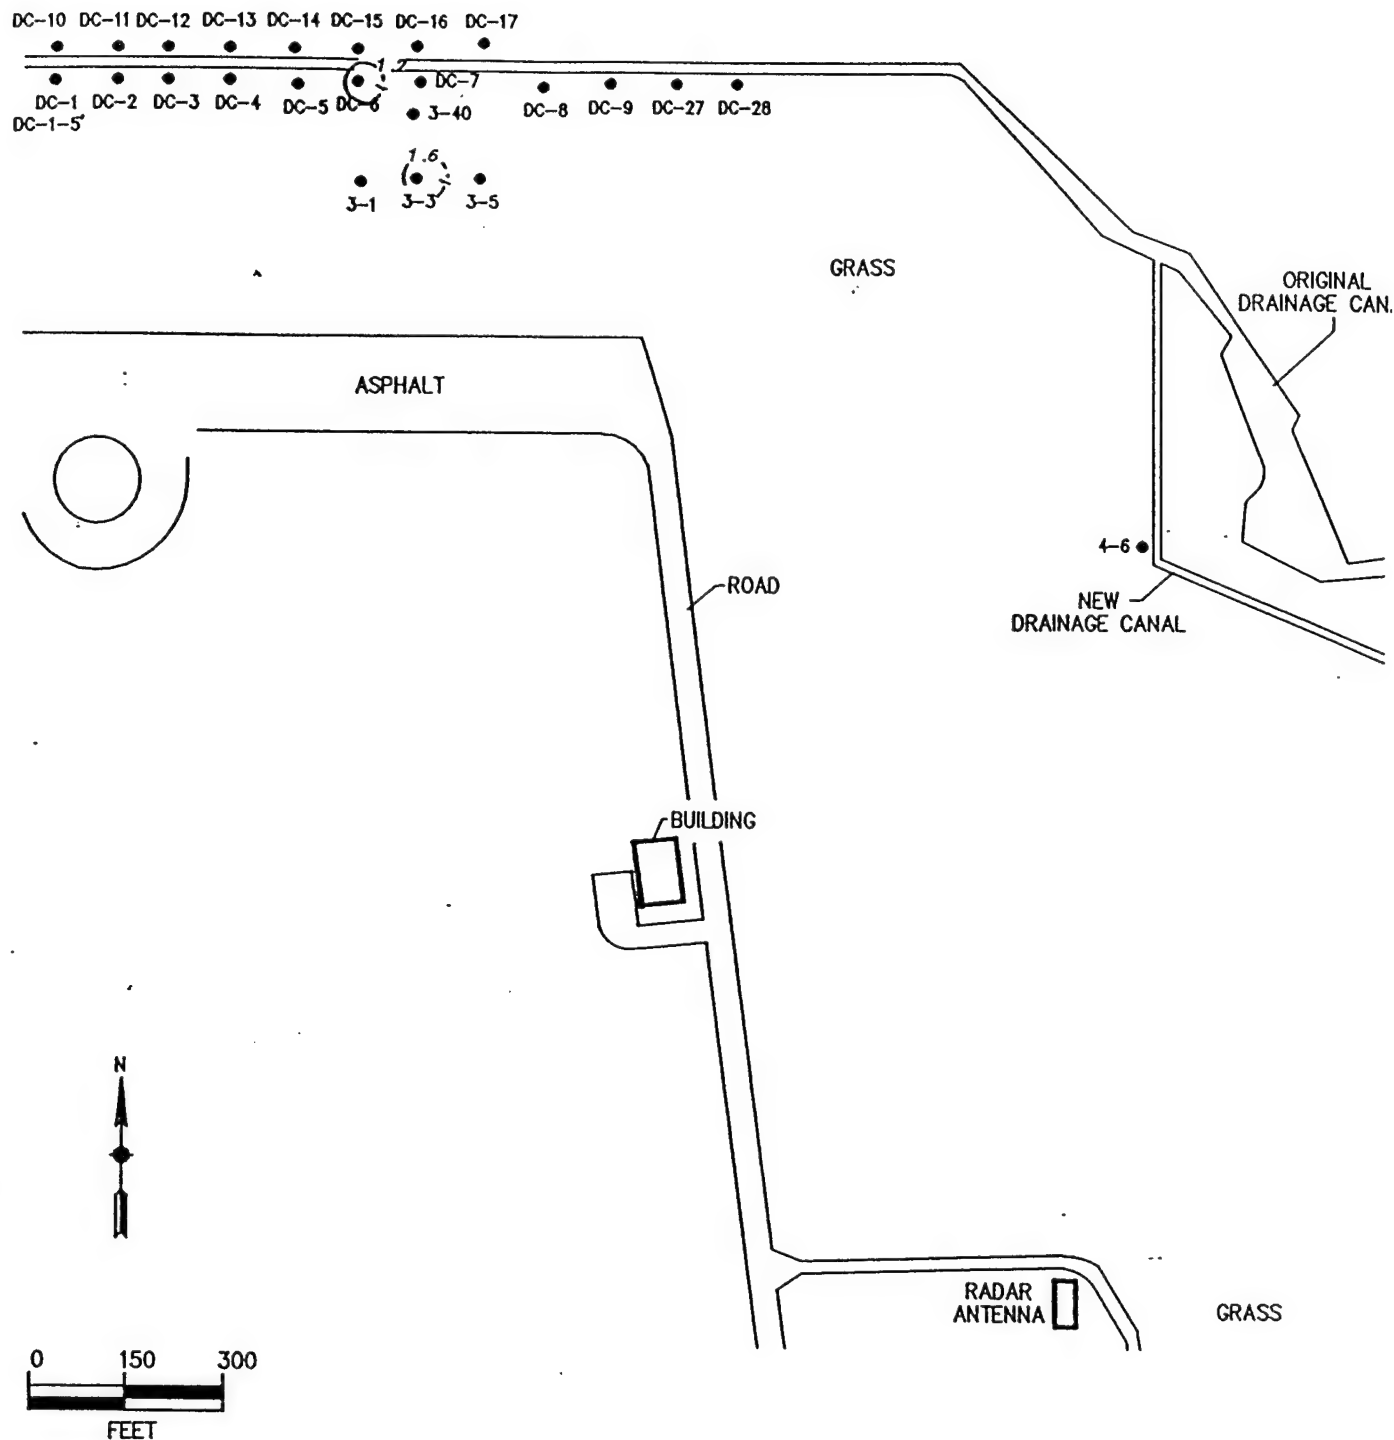 DC-10 DC-11 DC-12 DC-13 DC-14 DC-15 DC-16 DC-17
DC-1 DC-2 DC-3 DC-4 DC-5 DC-6 DC-7 DC-8 DC-9 DC-27 DC-28
DC-1-5'
3-40
1.6
3-1 3-3 3-5
GRASS
ORIGINAL
DRAINAGE CAN.
ASPHALT
4-6
ROAD
NEW
DRAINAGE CANAL
BUILDING
N
RADAR
ANTENNA
GRASS
0 150 300
FEET